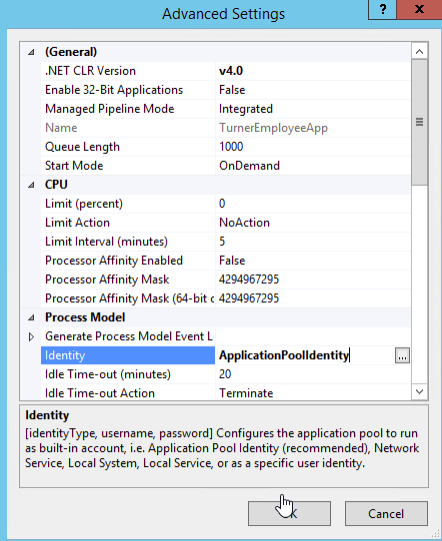 Advanced Settings
? x
(General)
.NET CLR Version v4.0
Enable 32-Bit Applications False
Managed Pipeline Mode Integrated
Name TurnerEmployeeApp
Queue Length 1000
Start Mode OnDemand
CPU
Limit (percent) 0
Limit Action NoAction
Limit Interval (minutes) 5
Processor Affinity Enabled False
Processor Affinity Mask 4294967295
Processor Affinity Mask (64-bit c 4294967295
Process Model
Generate Process Model Event L
Identity ApplicationPoolIdentity ...
Idle Time-out (minutes) 20
Idle Time-out Action Terminate
Identity
[identityType, username, password] Configures the application pool to run
as built-in account, i.e. Application Pool Identity (recommended), Network
Service, Local System, Local Service, or as a specific user identity.
Cancel